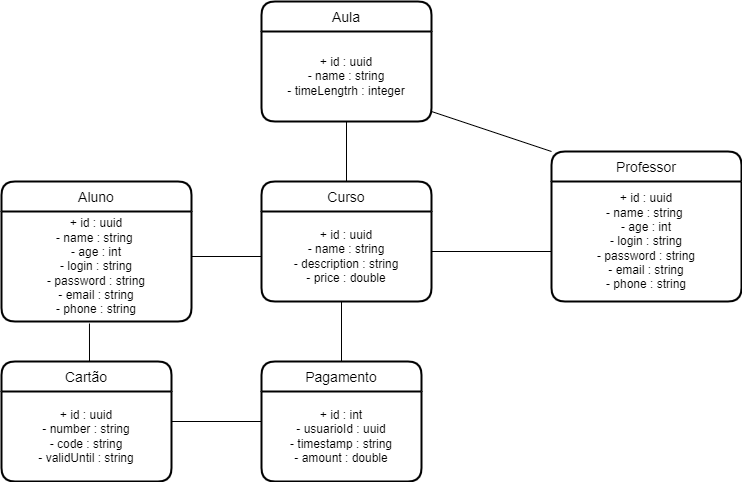 Aula
+ id : uuid
- name : string
- timeLengtrh : integer
Professor
+ id : uuid
- name : string
- age : int
- login : string
- password : string
- email : string
- phone : string
Aluno
+ id : uuid
- name : string
- age : int
- login : string
- password : string
- email : string
- phone : string
Curso
+ id : uuid
- name : string
- description : string
- price : double
Cartão
+ id : uuid
- number : string
- code : string
- validUntil : string
Pagamento
+ id : int
- usuarioId : uuid
- timestamp : string
- amount : double